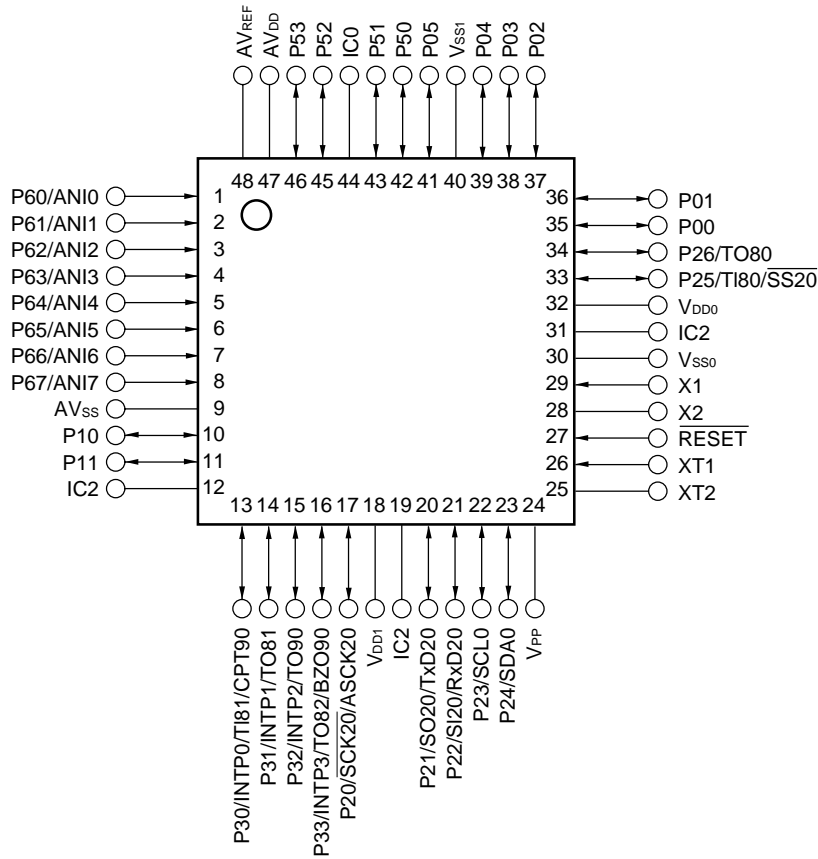 AVREF
AVDD
P53
P52
IC0
P51
P50
P05
VSS1
P04
P03
P02
48 47 46 45 44 43 42 41 40 39 38 37
P60/ANI0 1
P61/ANI1 2
P62/ANI2 3
P63/ANI3 4
P64/ANI4 5
P65/ANI5 6
P66/ANI6 7
P67/ANI7 8
AVSS 9
P10 10
P11 11
IC2 12
36 P01
35 P00
34 P26/TO80
33 P25/TI80/SS20
32 VDD0
31 IC2
30 VSS0
29 X1
28 X2
27 RESET
26 XT1
25 XT2
13 14 15 16 17 18 19 20 21 22 23 24
P30/INTP0/TI81/CPT90
P31/INTP1/TO81
P32/INTP2/TO90
P33/INTP3/TO82/BZO90
P20/SCK20/ASCK20
VDD1
IC2
P21/SO20/TxD20
P22/SI20/RxD20
P23/SCL0
P24/SDA0
VPP